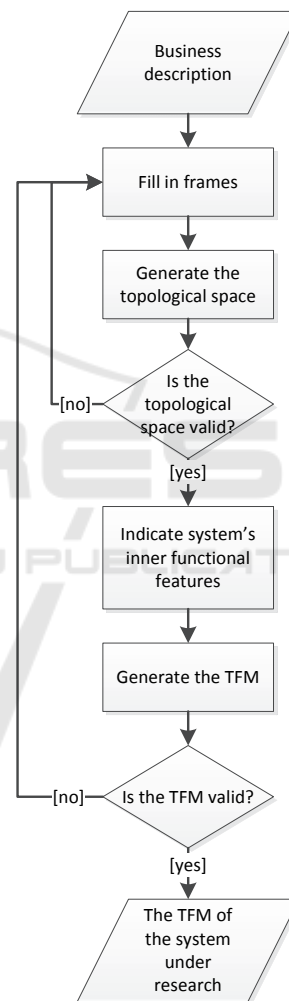 Business
description
Fill in frames
Generate the
topological space
Is the
topological
space valid?
[no]
[yes]
Indicate system's
inner functional
features
Generate the TFM
Is the TFM valid?
[no]
[yes]
The TFM of
the system
under
research